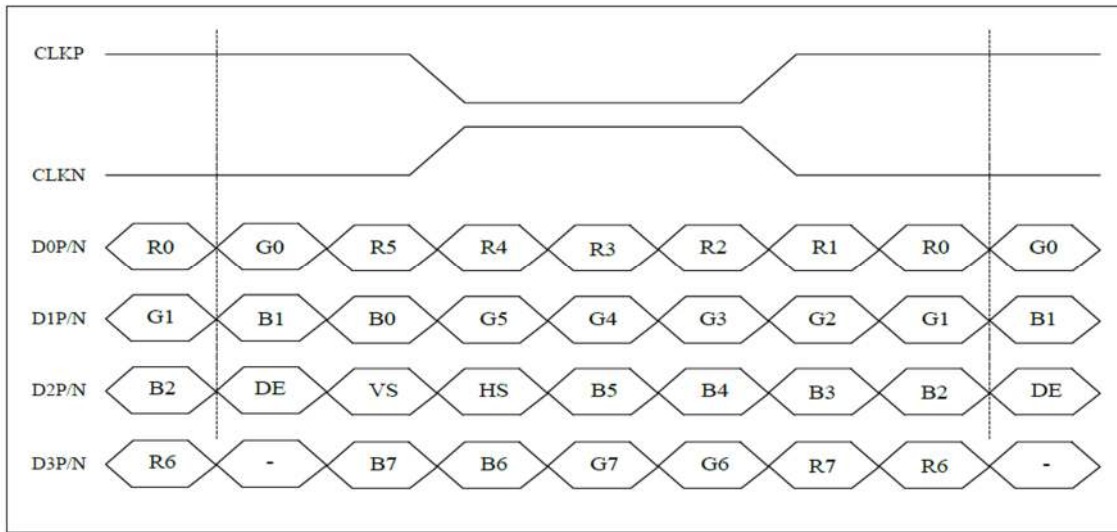 CLKP
CLKN
D0P/N R0 G0 R5 R4 R3 R2 R1 R0 G0
D1P/N G1 B1 B0 G5 G4 G3 G2 G1 B1
D2P/N B2 DE VS HS B5 B4 B3 B2 DE
D3P/N R6 - B7 B6 G7 G6 R7 R6 -